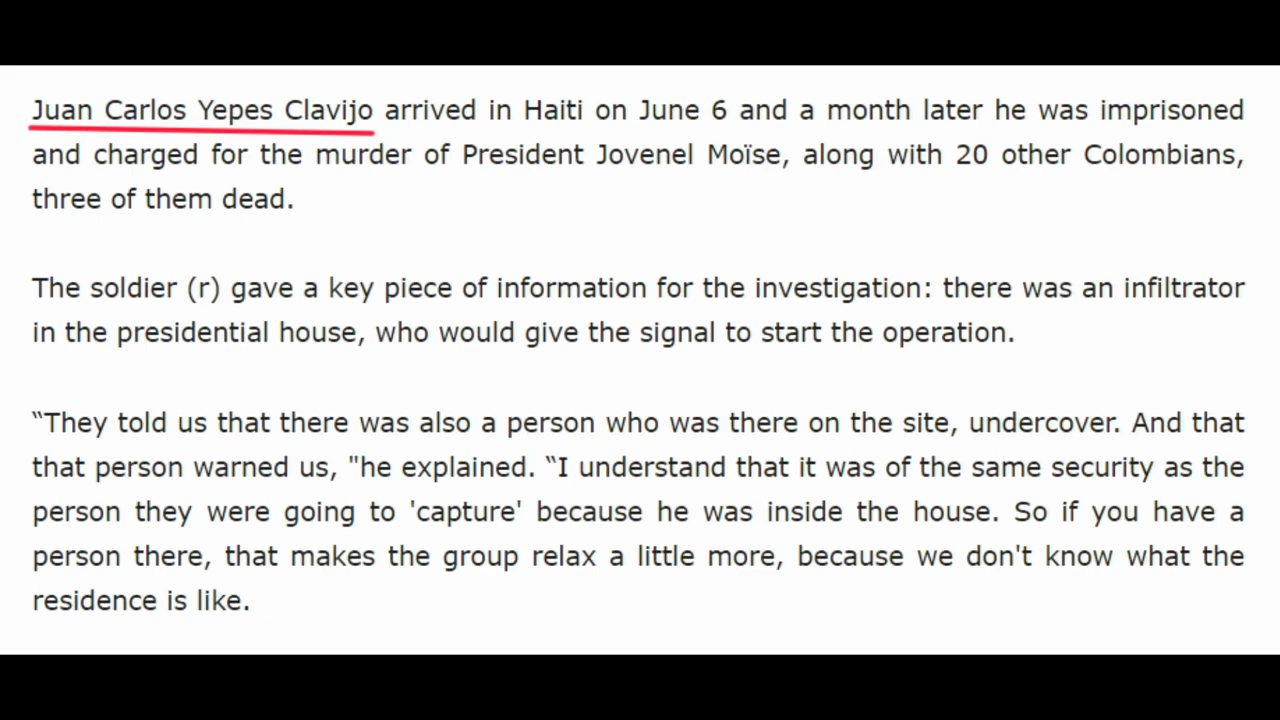 Juan Carlos Yepes Clavijo arrived in Haiti on June 6 and a month later he was imprisoned
and charged for the murder of President Jovenel Moïse, along with 20 other Colombians,
three of them dead.
The soldier (r) gave a key piece of information for the investigation: there was an infiltrator
in the presidential house, who would give the signal to start the operation.
“They told us that there was also a person who was there on the site, undercover. And that
that person warned us, "he explained. “I understand that it was of the same security as the
person they were going to 'capture' because he was inside the house. So if you have a
person there, that makes the group relax a little more, because we don't know what the
residence is like.